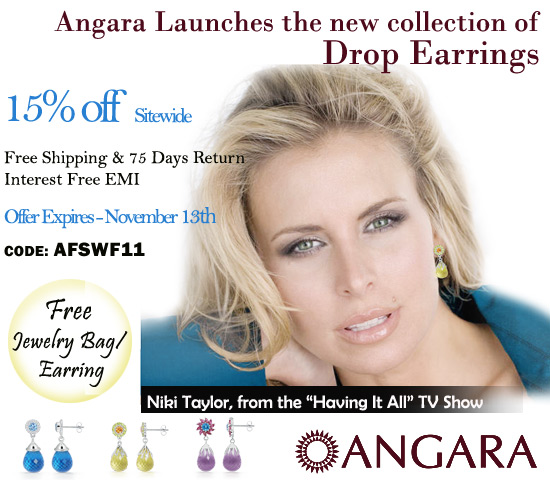 Angara Launches the new collection of
Drop Earrings
15% off Sitewide
Free Shipping & 75 Days Return
Interest Free EMI
Offer Expires - November 13th
CODE: AFSWF11
Free
Jewelry Bag/
Earring
Niki Taylor, from the “Having It All” TV Show
ANGARA